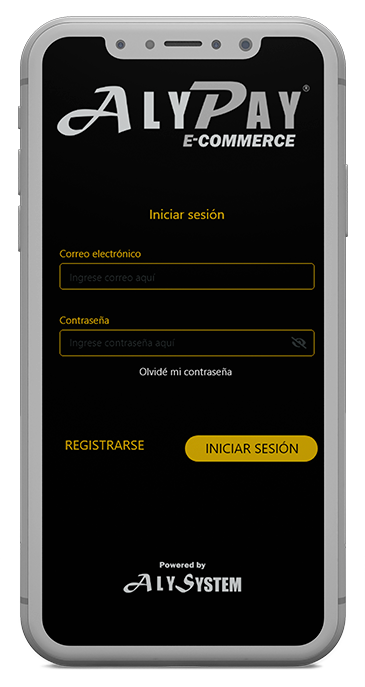 ALYPAY®
E-COMMERCE
Iniciar sesión
Correo electrónico
Ingrese correo aquí
Contraseña
Ingrese contraseña aquí
Olvidé mi contraseña
REGISTRARSE
INICIAR SESIÓN
Powered by
ALYSYSTEM